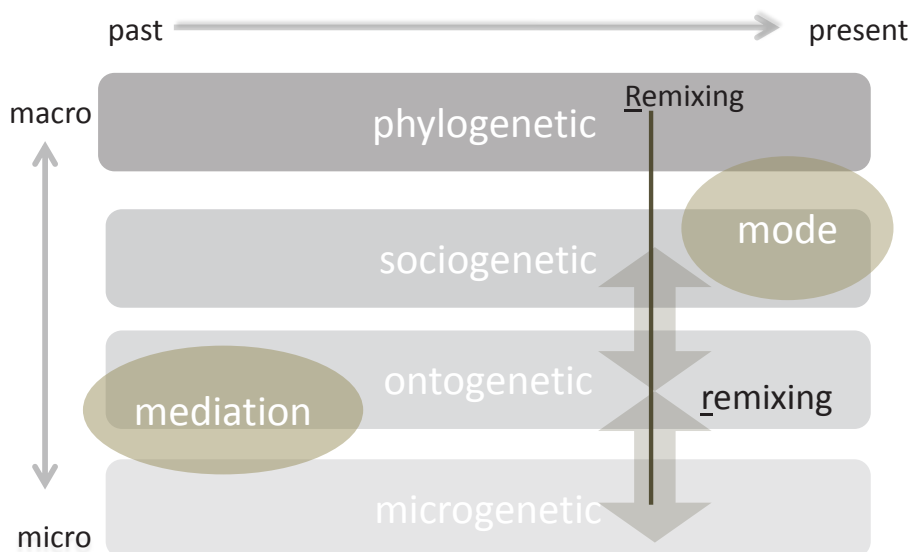 past
present
macro
Remixing
phylogenetic
mode
sociogenetic
ontogenetic
remixing
mediation
microgenetic
micro